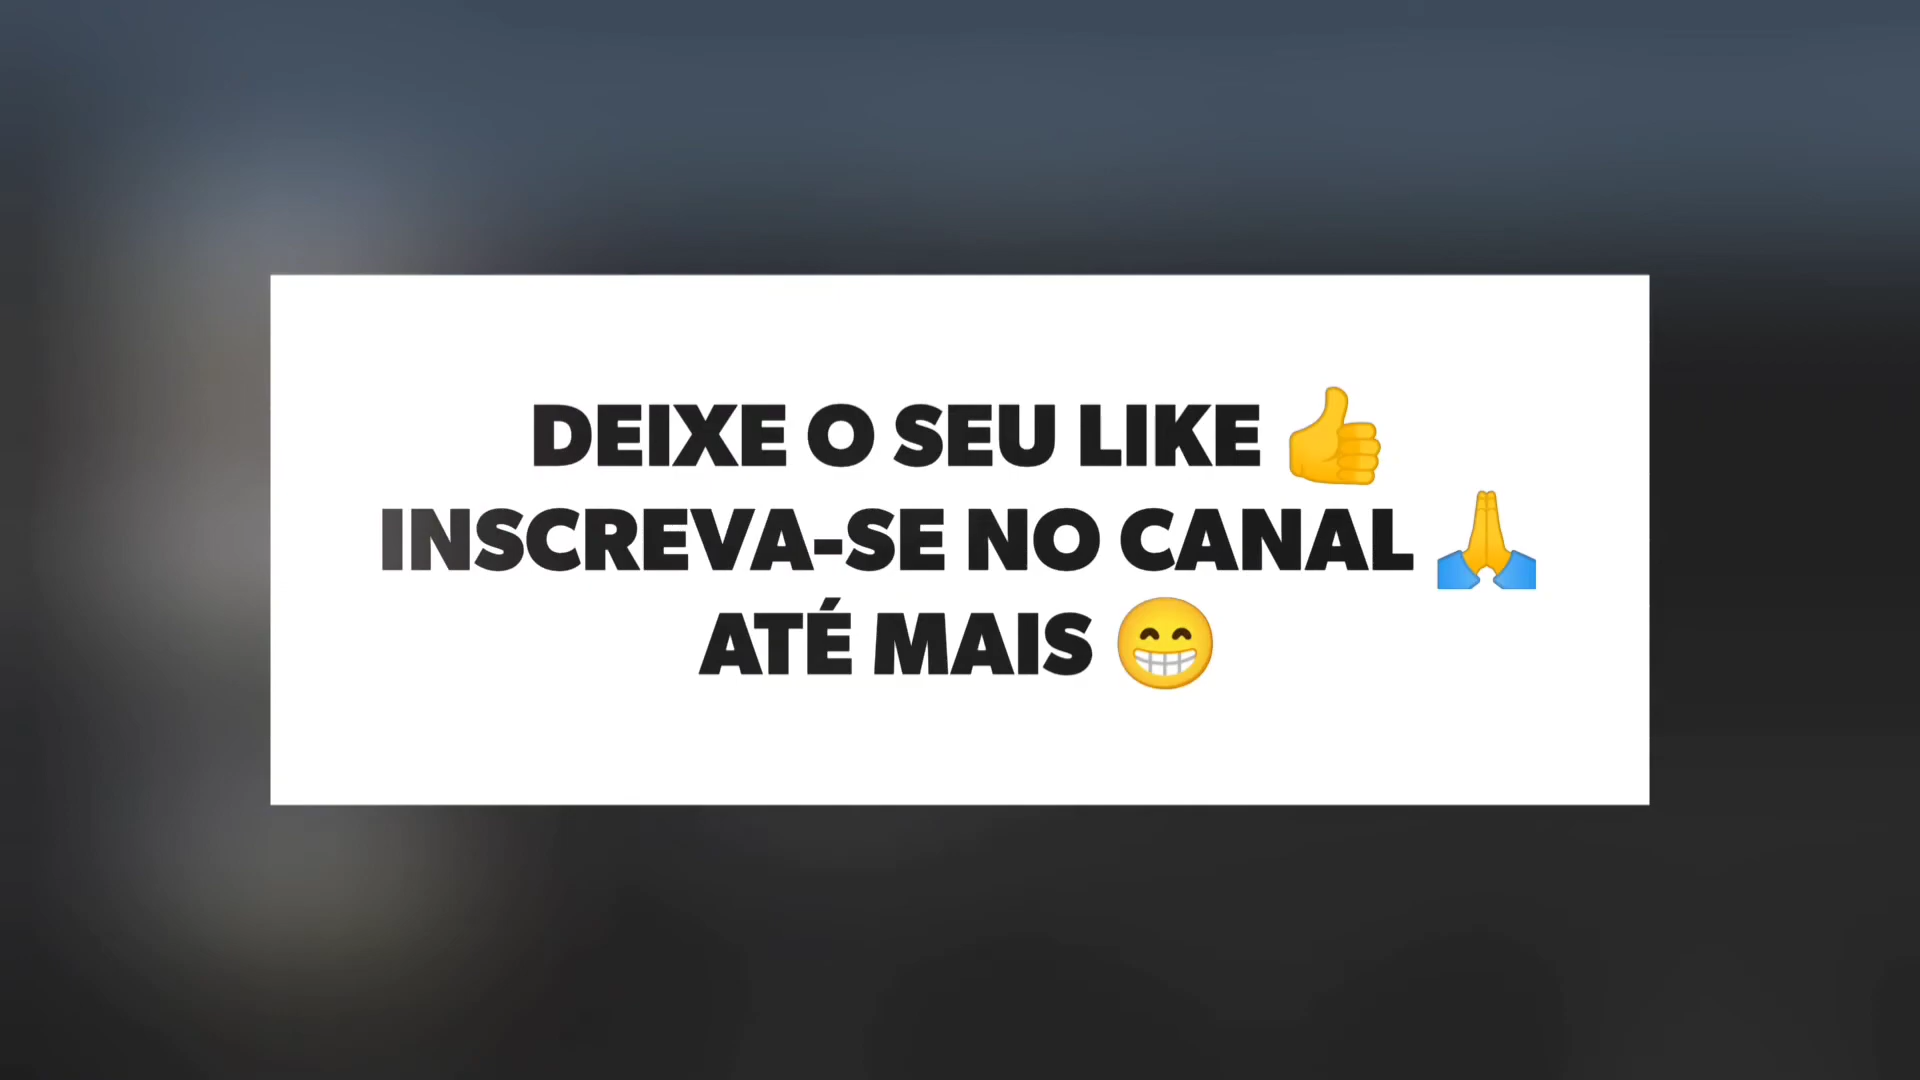 DEIXE O SEU LIKE 👍
INSCREVA-SE NO CANAL 🙏
ATÉ MAIS 😁